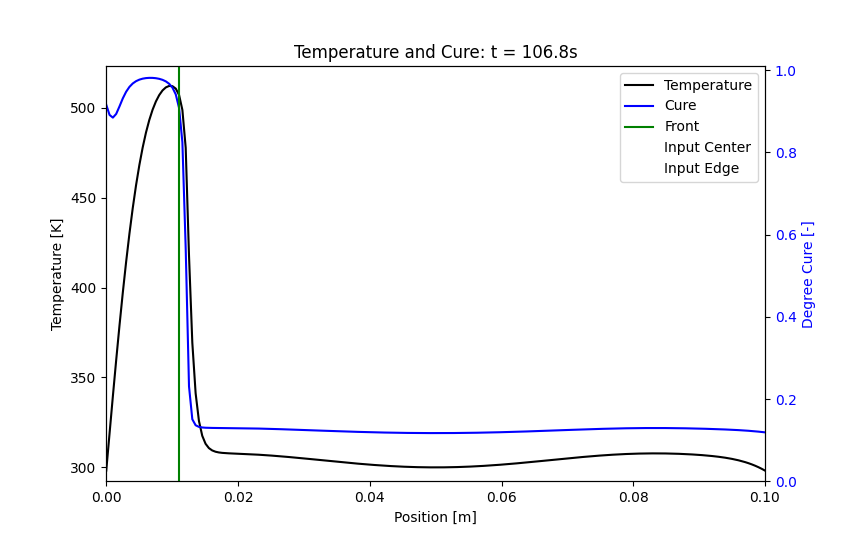 Temperature and Cure: t = 106.8s
Temperature
Cure
Front
Input Center
Input Edge
500
450
400
350
300
Temperature [K]
1.0
0.8
0.6
0.4
0.2
0.0
Degree Cure [-]
0.00 0.02 0.04 0.06 0.08 0.10
Position [m]